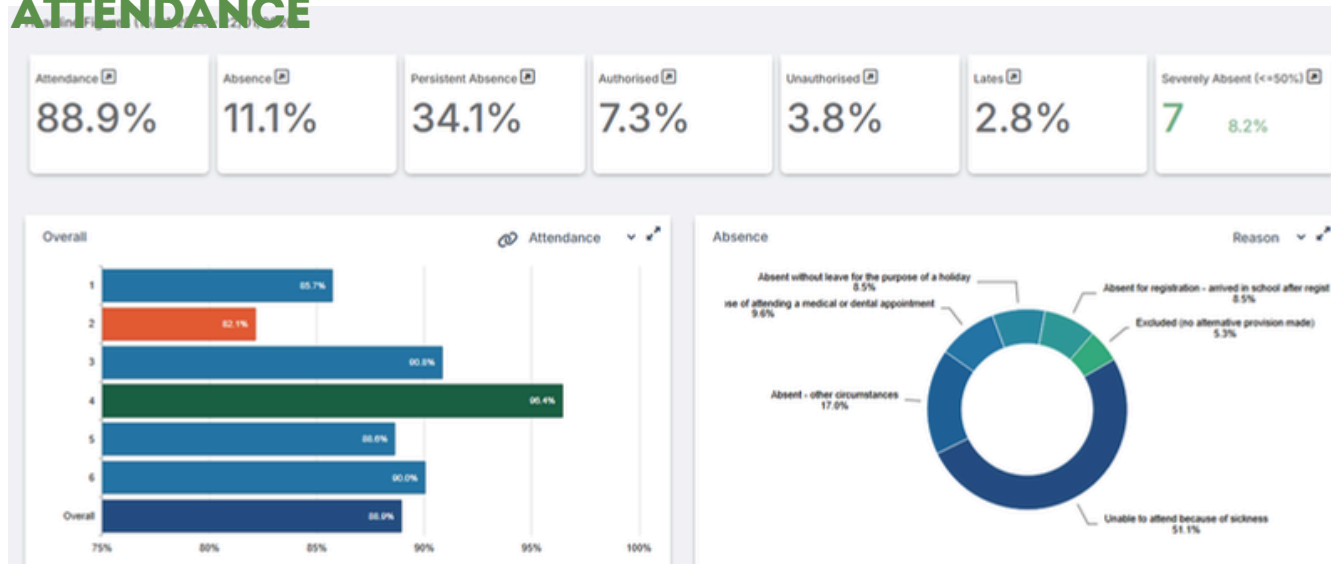 ATTENDANCE
Attendance
Absence
Persistent Absence
Authorised
Unauthorised
Lates
Severely Absent (<=50%)
88.9%
11.1%
34.1%
7.3%
3.8%
2.8%
7 8.2%
Overall
Attendance
1
85.7%
2
82.1%
3
90.8%
4
96.4%
5
88.6%
6
90.0%
Overall
88.9%
75% 80% 85% 90% 95% 100%
Absence
Reason
Absent without leave for the purpose of a holiday
8.5%
Absent for registration - arrived in school after regist
8.5%
of attending a medical or dental appointment
9.6%
Excluded (no alternative provision made)
5.3%
Absent - other circumstances
17.0%
Unable to attend because of sickness
51.1%